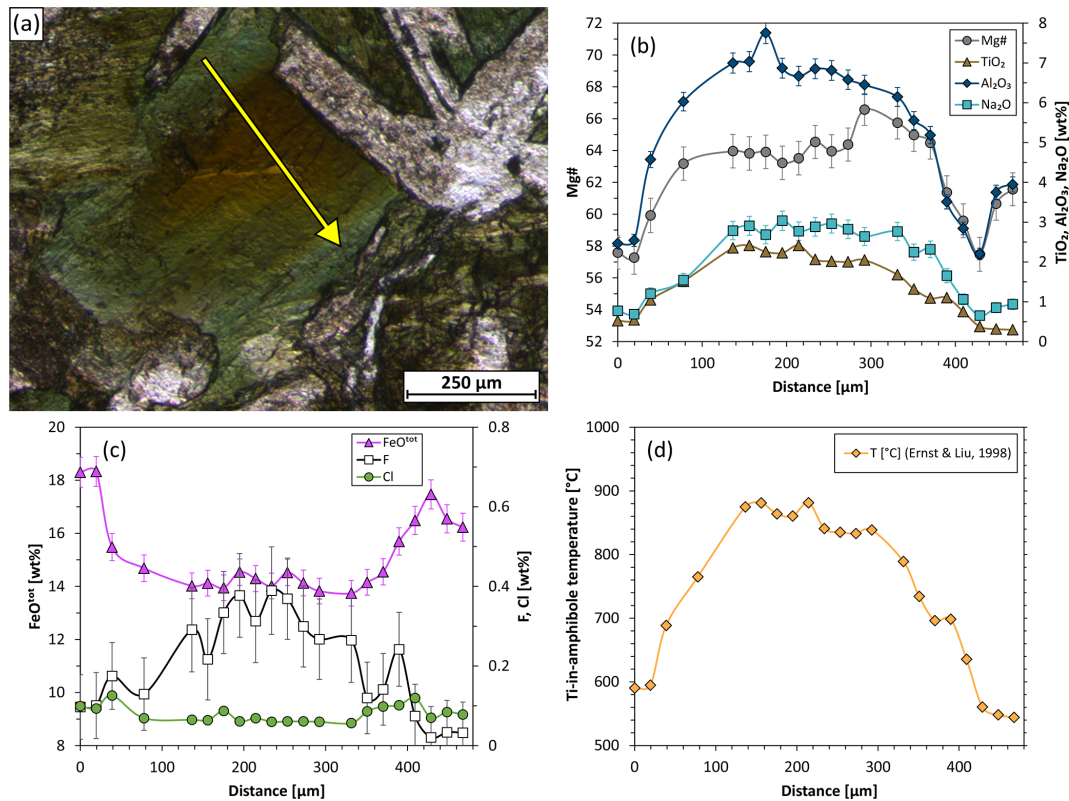 (a)
250 µm
(b)
Mg#
TiO₂
Al₂O₃
Na₂O
72
70
68
66
64
62
60
58
56
54
52
8
7
6
5
4
3
2
1
0
Mg#
TiO₂, Al₂O₃, Na₂O [wt%]
0 100 200 300 400
Distance [µm]
(c)
FeOᵗᵒᵗ
F
Cl
20
18
16
14
12
10
8
0.8
0.6
0.4
0.2
0
FeOᵗᵒᵗ [wt%]
F, Cl [wt%]
0 100 200 300 400
Distance [µm]
(d)
T [°C] (Ernst & Liu, 1998)
1000
900
800
700
600
500
Ti-in-amphibole temperature [°C]
0 100 200 300 400
Distance [µm]